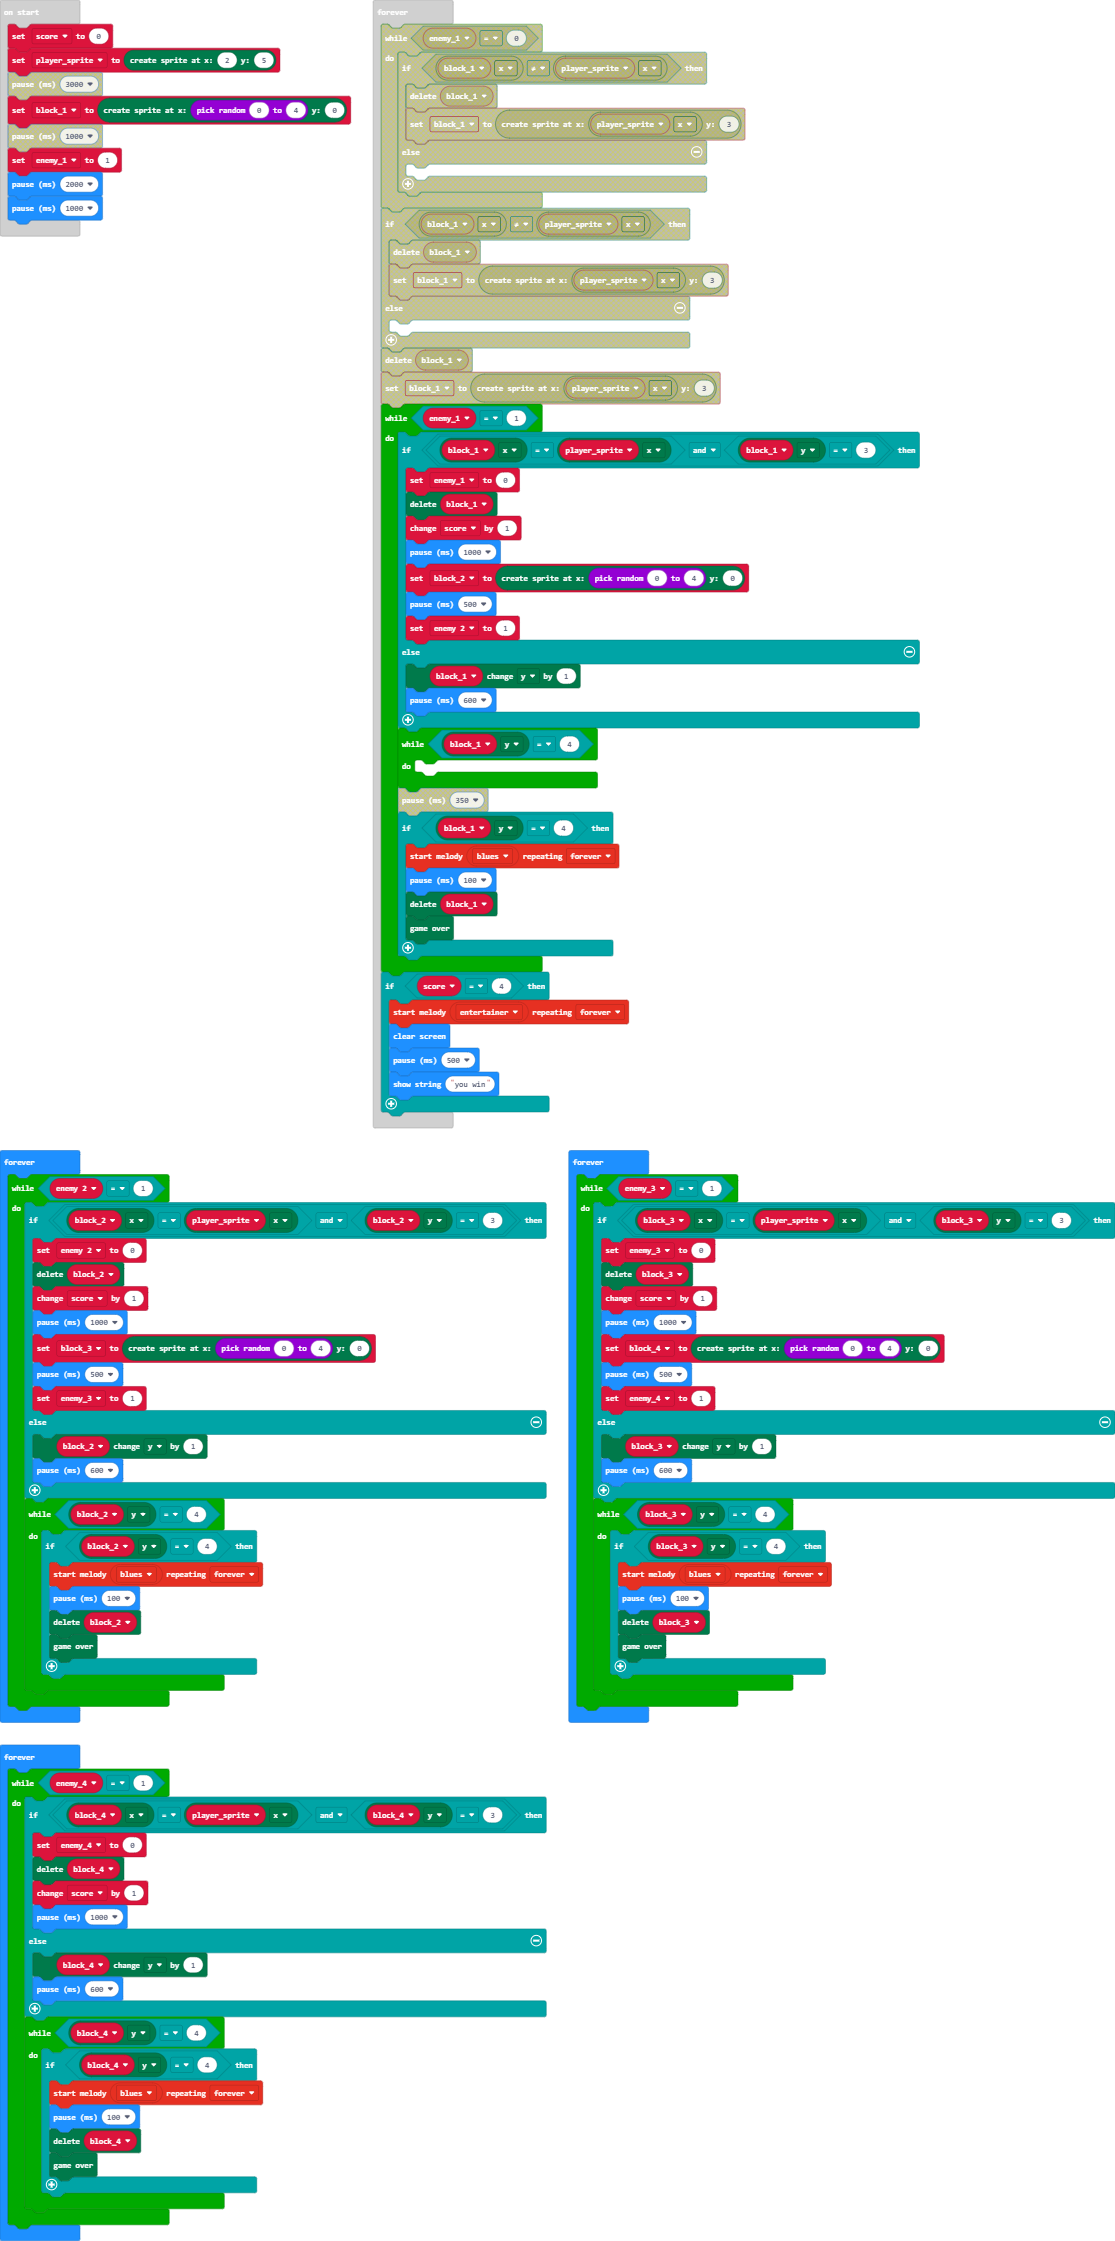 on start
set score to 0
set player_sprite to create sprite at x: 2 y: 5
pause (ms) 3000
set block_1 to create sprite at x: pick random 0 to 4 y: 0
pause (ms) 1000
set enemy_1 to 1
pause (ms) 2000
pause (ms) 1000
forever
while enemy_1 = 0
do
if block_1 x ≠ player_sprite x then
delete block_1
set block_1 to create sprite at x: player_sprite x y: 3
else
if block_1 x ≠ player_sprite x then
delete block_1
set block_1 to create sprite at x: player_sprite x y: 3
else
delete block_1
set block_1 to create sprite at x: player_sprite x y: 3
while enemy_1 = 1
do
if block_1 x = player_sprite x and block_1 y = 3 then
set enemy_1 to 0
delete block_1
change score by 1
pause (ms) 1000
set block_2 to create sprite at x: pick random 0 to 4 y: 0
pause (ms) 500
set enemy 2 to 1
else
block_1 change y by 1
pause (ms) 600
while block_1 y = 4
do
pause (ms) 350
if block_1 y = 4 then
start melody blues repeating forever
pause (ms) 100
delete block_1
game over
if score = 4 then
start melody entertainer repeating forever
clear screen
pause (ms) 500
show string "you win"
forever
while enemy 2 = 1
do
if block_2 x = player_sprite x and block_2 y = 3 then
set enemy 2 to 0
delete block_2
change score by 1
pause (ms) 1000
set block_3 to create sprite at x: pick random 0 to 4 y: 0
pause (ms) 500
set enemy_3 to 1
else
block_2 change y by 1
pause (ms) 600
while block_2 y = 4
do
if block_2 y = 4 then
start melody blues repeating forever
pause (ms) 100
delete block_2
game over
forever
while enemy_3 = 1
do
if block_3 x = player_sprite x and block_3 y = 3 then
set enemy_3 to 0
delete block_3
change score by 1
pause (ms) 1000
set block_4 to create sprite at x: pick random 0 to 4 y: 0
pause (ms) 500
set enemy_4 to 1
else
block_3 change y by 1
pause (ms) 600
while block_3 y = 4
do
if block_3 y = 4 then
start melody blues repeating forever
pause (ms) 100
delete block_3
game over
forever
while enemy_4 = 1
do
if block_4 x = player_sprite x and block_4 y = 3 then
set enemy_4 to 0
delete block_4
change score by 1
pause (ms) 1000
else
block_4 change y by 1
pause (ms) 600
while block_4 y = 4
do
if block_4 y = 4 then
start melody blues repeating forever
pause (ms) 100
delete block_4
game over